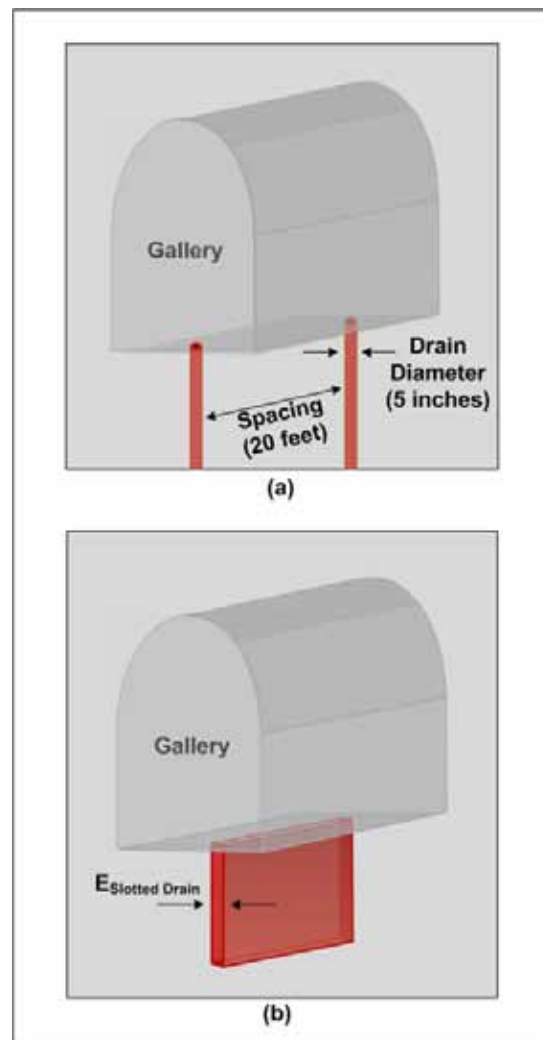 Gallery
Drain
Diameter
(5 inches)
Spacing
(20 feet)
(a)
Gallery
ESlotted Drain
(b)